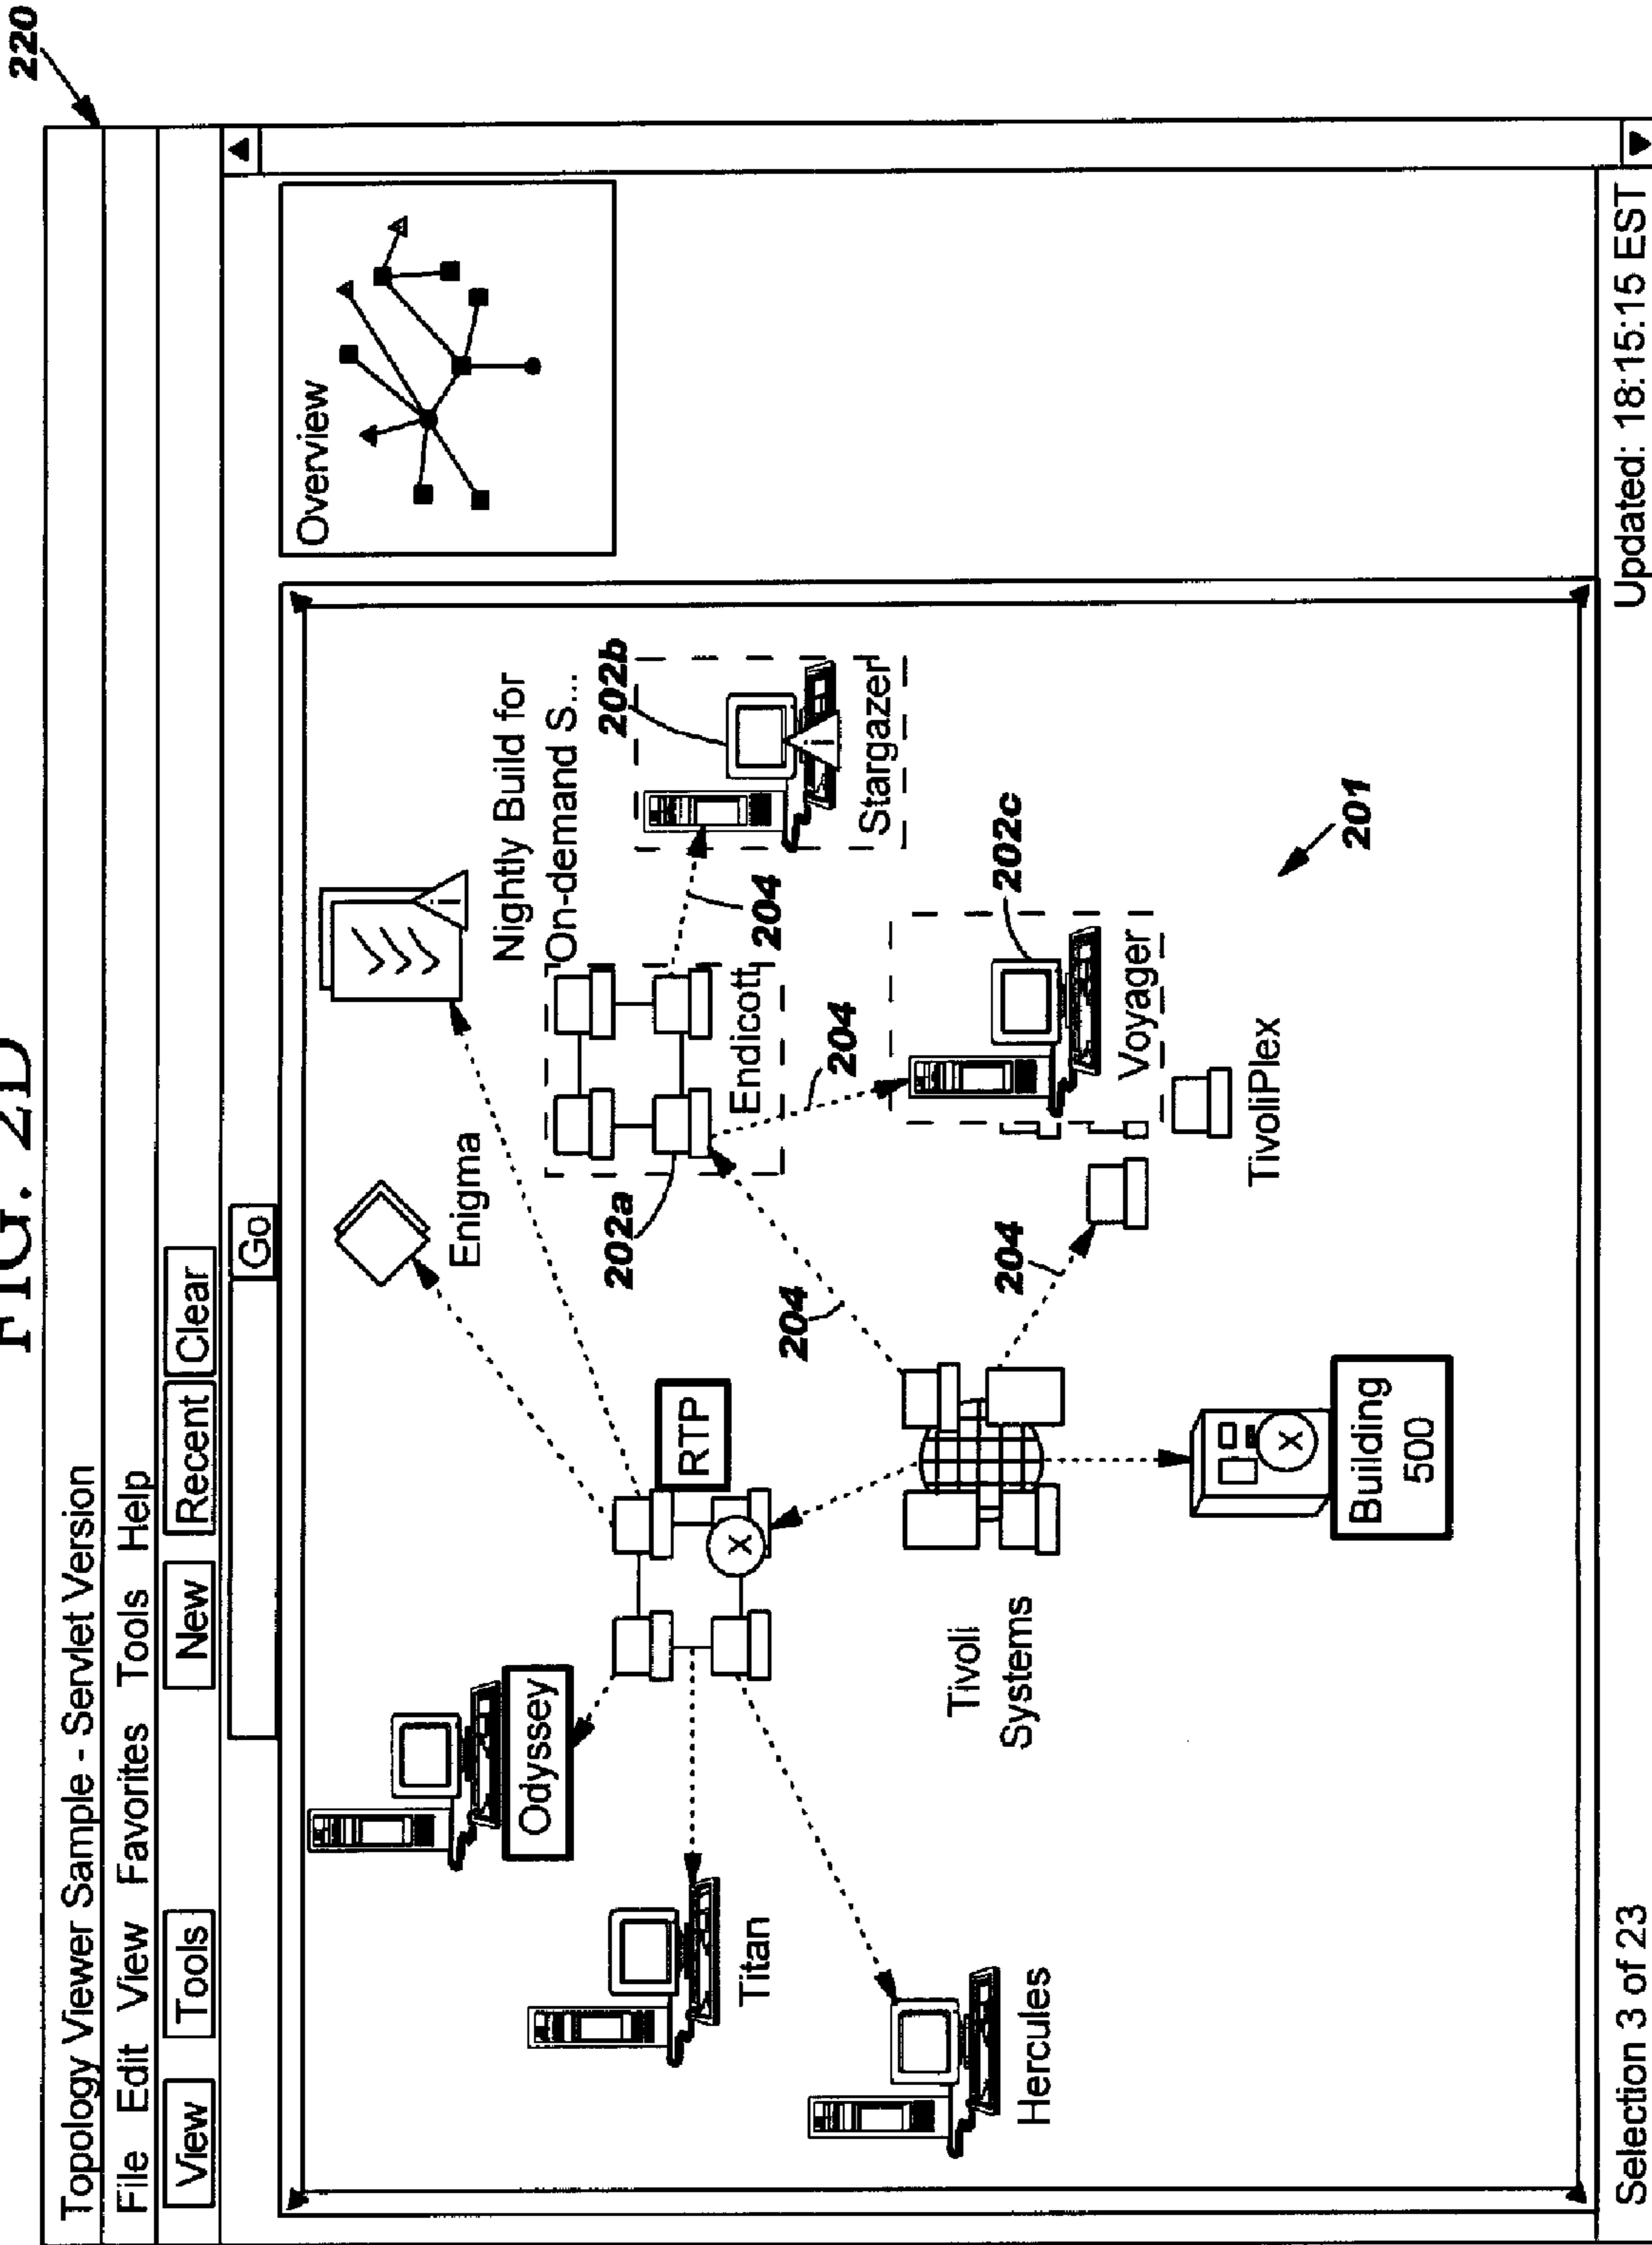 FIG. 2D
220
Topology Viewer Sample - Servlet Version
File Edit View Favorites Tools Help
View Tools New Recent Clear
Go
Overview
Odyssey
Enigma
Nightly Build for
On-demand S...
Titan
RTP
202a
Endicott
202b
204
Stargazer
204
204
Hercules
Tivoli
Systems
204
Voyager
202c
TivoliPlex
201
Building
500
X
X
i
i
Selection 3 of 23
Updated: 18:15:15 EST